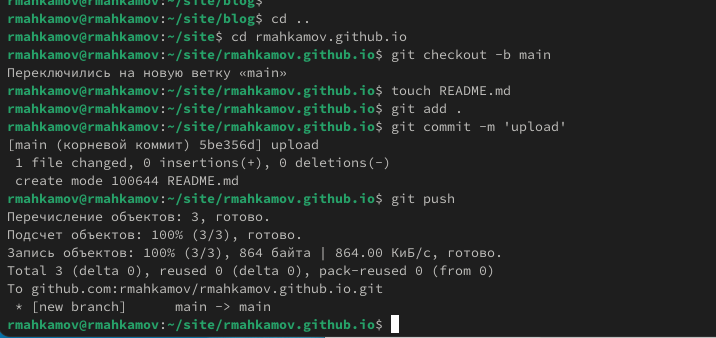 rmahkamov@rmahkamov:~/site/blog$
rmahkamov@rmahkamov:~/site/blog$ cd ..
rmahkamov@rmahkamov:~/site$ cd rmahkamov.github.io
rmahkamov@rmahkamov:~/site/rmahkamov.github.io$ git checkout -b main
Переключились на новую ветку «main»
rmahkamov@rmahkamov:~/site/rmahkamov.github.io$ touch README.md
rmahkamov@rmahkamov:~/site/rmahkamov.github.io$ git add .
rmahkamov@rmahkamov:~/site/rmahkamov.github.io$ git commit -m 'upload'
[main (корневой коммит) 5be356d] upload
 1 file changed, 0 insertions(+), 0 deletions(-)
 create mode 100644 README.md
rmahkamov@rmahkamov:~/site/rmahkamov.github.io$ git push
Перечисление объектов: 3, готово.
Подсчет объектов: 100% (3/3), готово.
Запись объектов: 100% (3/3), 864 байта | 864.00 КиБ/с, готово.
Total 3 (delta 0), reused 0 (delta 0), pack-reused 0 (from 0)
To github.com:rmahkamov/rmahkamov.github.io.git
 * [new branch]      main -> main
rmahkamov@rmahkamov:~/site/rmahkamov.github.io$